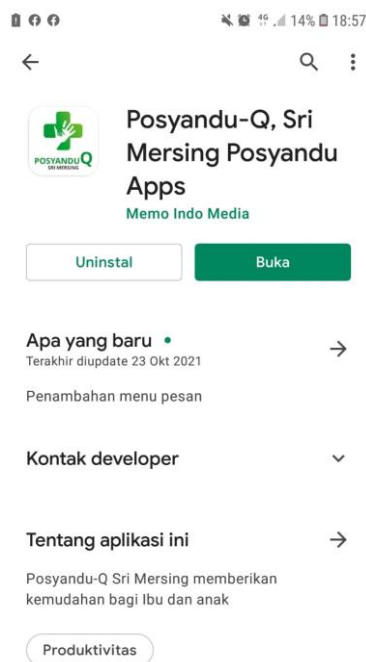 4G 14% 18:57
POSYANDU Q
SRI MERSING
Posyandu-Q, Sri
Mersing Posyandu
Apps
Memo Indo Media
Uninstal
Buka
Apa yang baru
Terakhir diupdate 23 Okt 2021
Penambahan menu pesan
Kontak developer
Tentang aplikasi ini
Posyandu-Q Sri Mersing memberikan
kemudahan bagi Ibu dan anak
Produktivitas